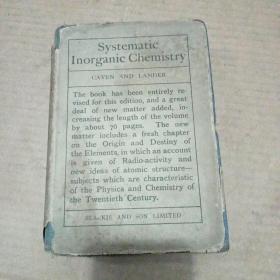 Systematic
Inorganic Chemistry
CAVEN AND LANDER
The book has been entirely re-
vised for this edition, and a great
deal of new matter added, in-
creasing the length of the volume
by about 70 pages. The new
matter includes a fresh chapter
on the Origin and Destiny of
the Elements, in which an account
is given of Radio-activity and
new ideas of atomic structure—
subjects which are characteristic
of the Physics and Chemistry of
the Twentieth Century.
BLACKIE AND SON LIMITED